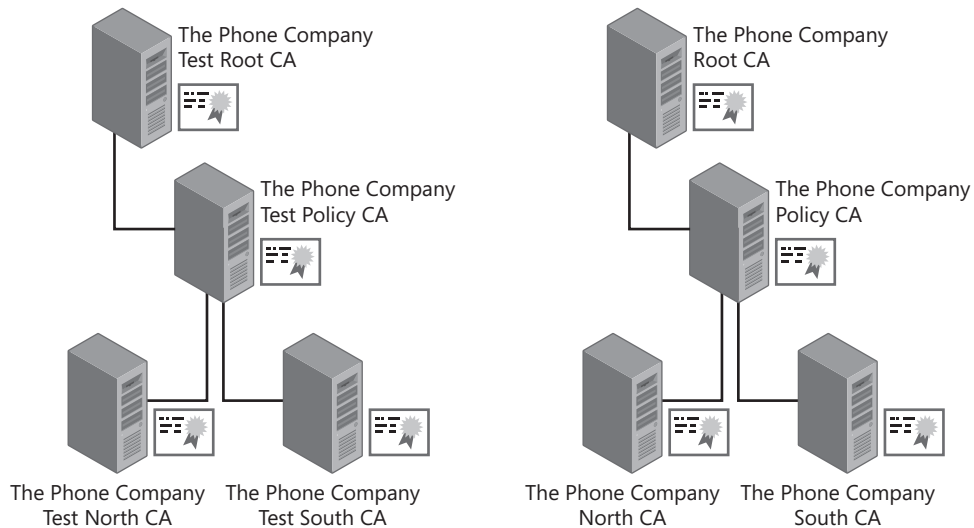 The Phone Company
Test Root CA
The Phone Company
Root CA
The Phone Company
Test Policy CA
The Phone Company
Policy CA
The Phone Company
Test North CA
The Phone Company
Test South CA
The Phone Company
North CA
The Phone Company
South CA